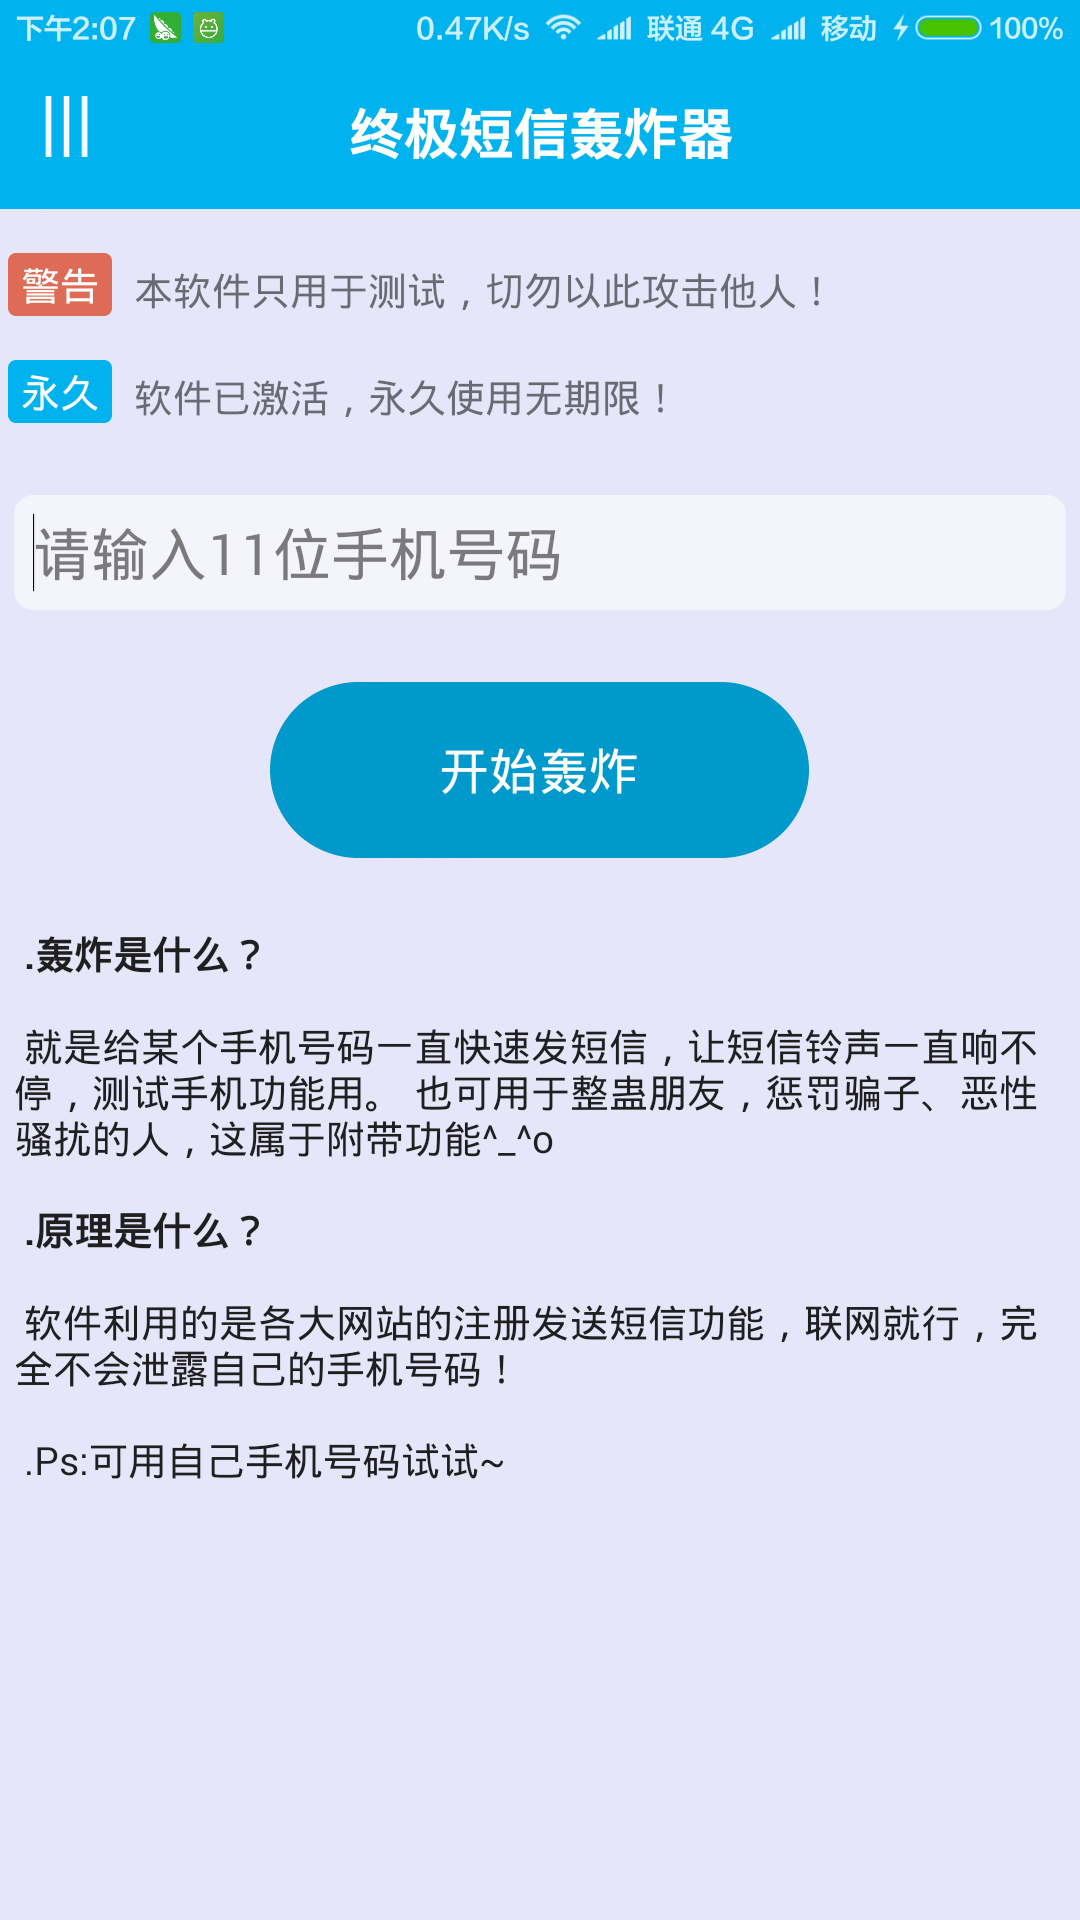 下午2:07 0.47K/s 联通 4G 移动 100%
终极短信轰炸器
警告 本软件只用于测试，切勿以此攻击他人！
永久 软件已激活，永久使用无期限！
请输入11位手机号码
开始轰炸
.轰炸是什么？
就是给某个手机号码一直快速发短信，让短信铃声一直响不
停，测试手机功能用。 也可用于整蛊朋友，惩罚骗子、恶性
骚扰的人，这属于附带功能^_^o
.原理是什么？
软件利用的是各大网站的注册发送短信功能，联网就行，完
全不会泄露自己的手机号码！
.Ps:可用自己手机号码试试~